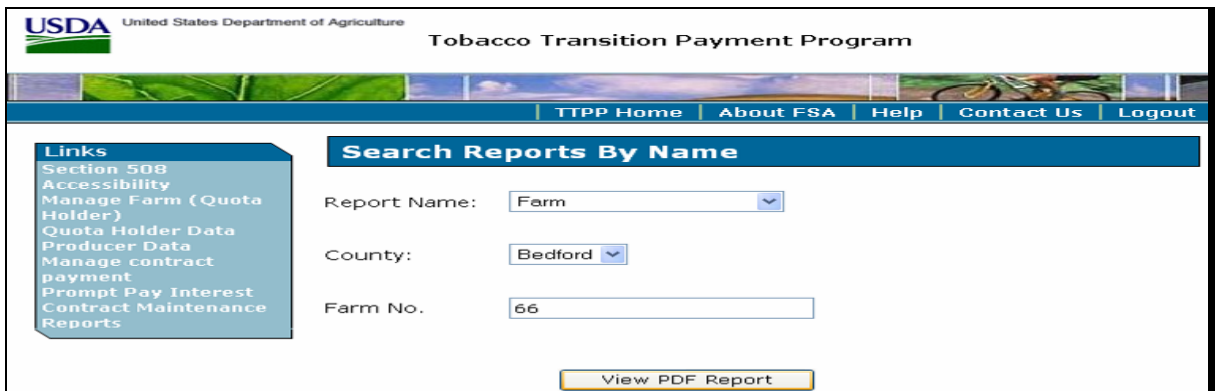 USDA United States Department of Agriculture
Tobacco Transition Payment Program
TTPP Home | About FSA | Help | Contact Us | Logout
Links
Section 508
Accessibility
Manage Farm (Quota
Holder)
Quota Holder Data
Producer Data
Manage contract
payment
Prompt Pay Interest
Contract Maintenance
Reports
Search Reports By Name
Report Name: Farm
County: Bedford
Farm No. 66
View PDF Report